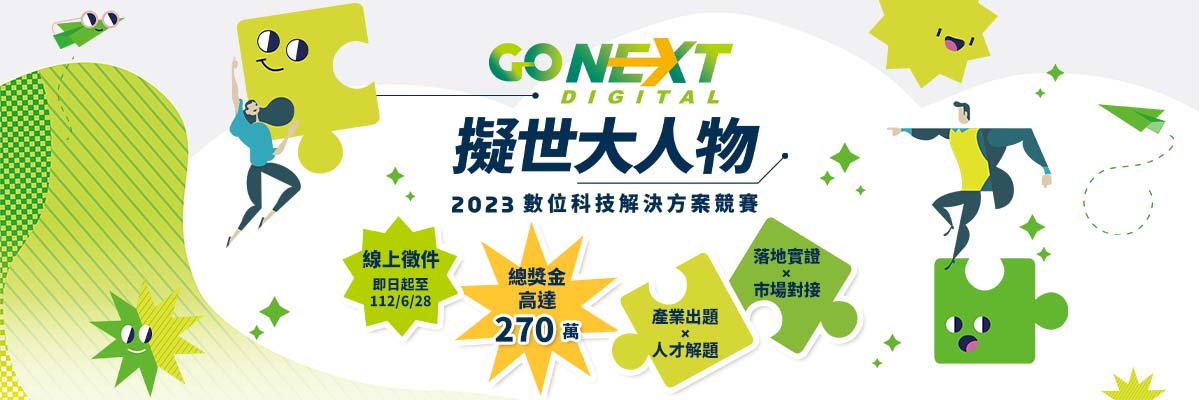 GO NEXT
DIGITAL
擬世大人物
2023 數位科技解決方案競賽
線上徵件
即日起至
112/6/28
總獎金
高達
270 萬
產業出題
×
人才解題
落地實證
×
市場對接